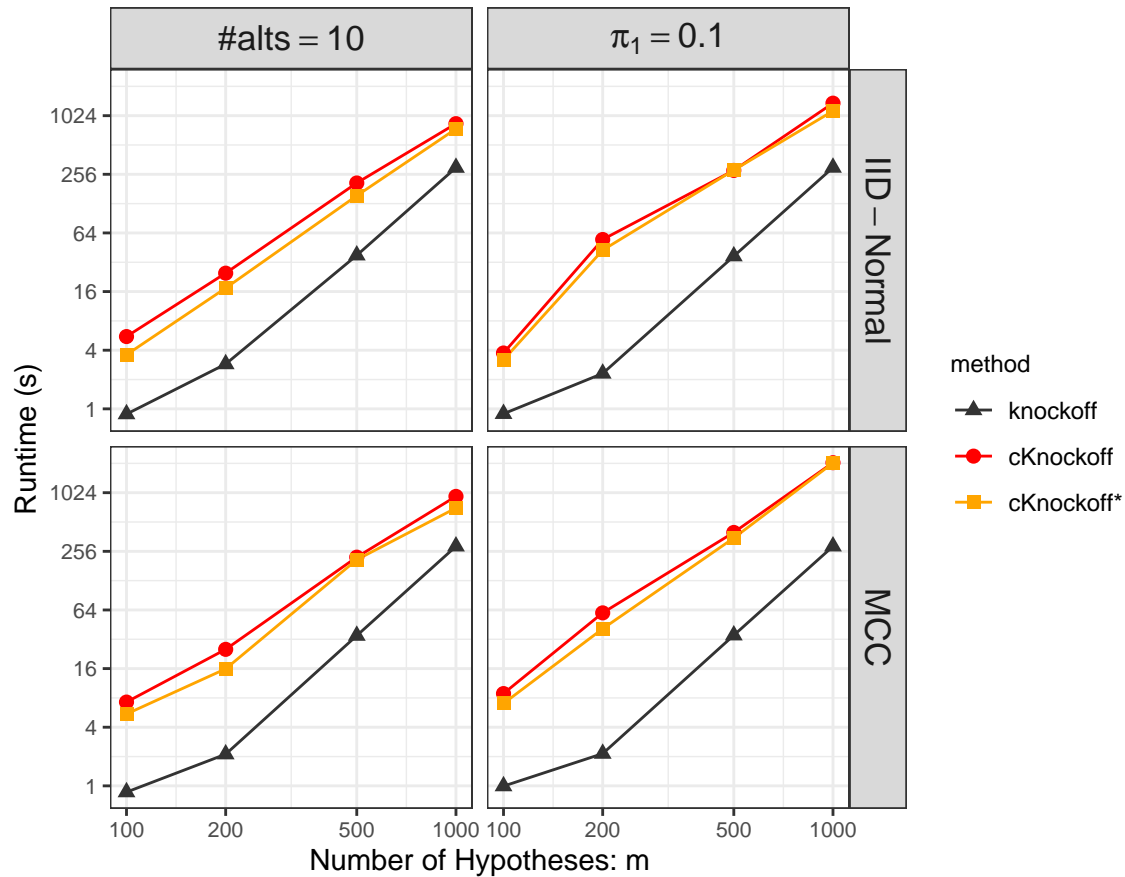 #alts = 10
π₁ = 0.1
1024
256
64
16
4
1
IID − Normal
Runtime (s)
1024
256
64
16
4
1
MCC
100 200 500 1000
100 200 500 1000
Number of Hypotheses: m
method
knockoff
cKnockoff
cKnockoff*